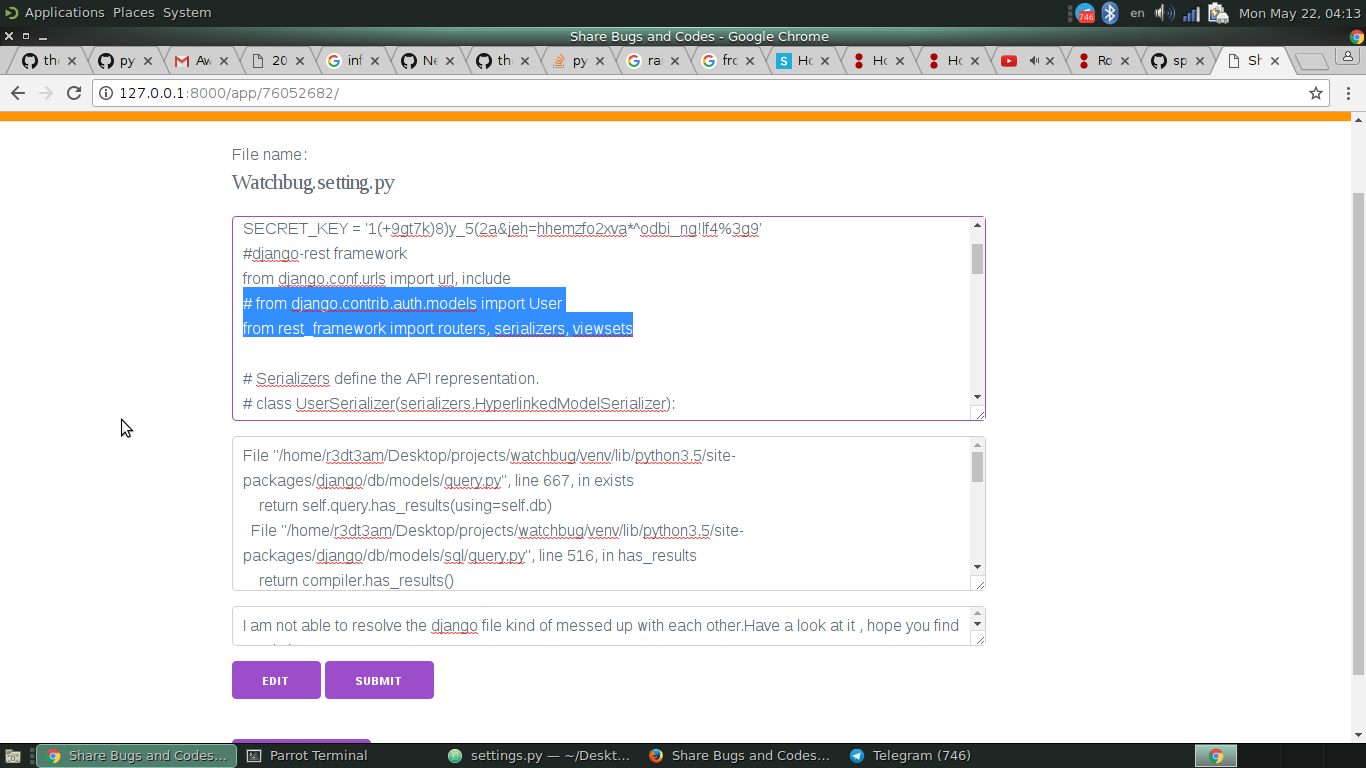 Applications Places System
746
en
Mon May 22, 04:13
Share Bugs and Codes - Google Chrome
th
py
Aw
20
inf
Ne
the
py
ra
fro
S Ho
Ho
Ho
Ro
sp
Sh
127.0.0.1:8000/app/76052682/
File name:
Watchbug.setting.py
SECRET_KEY = '1(+9gt7k)8)y_5(2a&jeh=hhemzfo2xva*^odbi_ng!lf4%3g9'
#django-rest framework
from django.conf.urls import url, include
# from django.contrib.auth.models import User
from rest_framework import routers, serializers, viewsets
# Serializers define the API representation.
# class UserSerializer(serializers.HyperlinkedModelSerializer):
File "/home/r3dt3am/Desktop/projects/watchbug/venv/lib/python3.5/site-
packages/django/db/models/query.py", line 667, in exists
return self.query.has_results(using=self.db)
File "/home/r3dt3am/Desktop/projects/watchbug/venv/lib/python3.5/site-
packages/django/db/models/sql/query.py", line 516, in has_results
return compiler.has_results()
I am not able to resolve the django file kind of messed up with each other.Have a look at it , hope you find
EDIT SUBMIT
Share Bugs and Codes... Parrot Terminal settings.py — ~/Deskt... Share Bugs and Codes... Telegram (746)